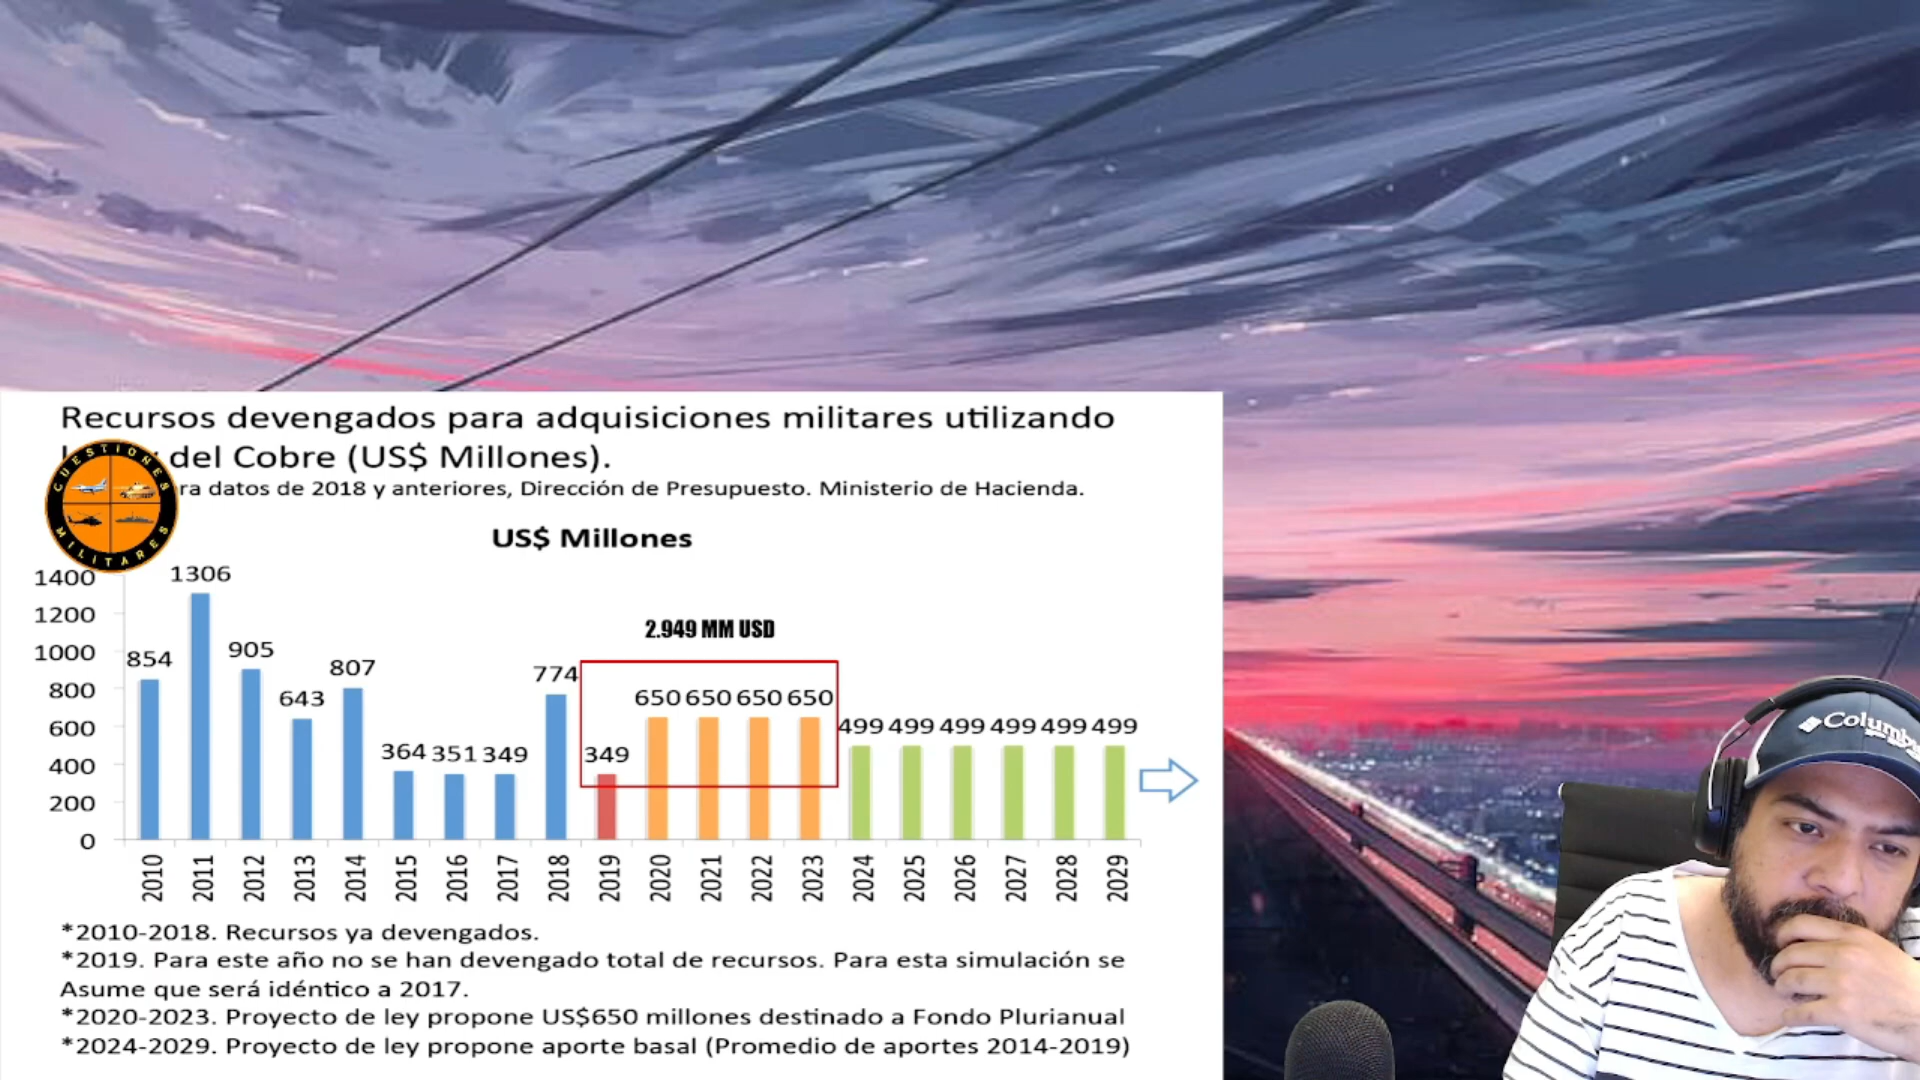 Recursos devengados para adquisiciones militares utilizando
del Cobre (US$ Millones).
datos de 2018 y anteriores, Dirección de Presupuesto. Ministerio de Hacienda.
CUESTIONES
MILITARES
US$ Millones
1400
1200
1000
800
600
400
200
0
854 1306 905 643 807 364 351 349 774 349 650 650 650 650 499 499 499 499 499 499
2.949 MM USD
2010 2011 2012 2013 2014 2015 2016 2017 2018 2019 2020 2021 2022 2023 2024 2025 2026 2027 2028 2029
*2010-2018. Recursos ya devengados.
*2019. Para este año no se han devengado total de recursos. Para esta simulación se
Asume que será idéntico a 2017.
*2020-2023. Proyecto de ley propone US$650 millones destinado a Fondo Plurianual
*2024-2029. Proyecto de ley propone aporte basal (Promedio de aportes 2014-2019)